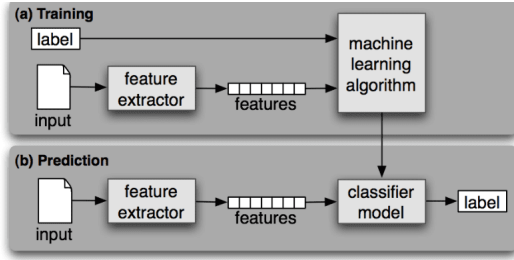 (a) Training
label
machine
learning
algorithm
feature
extractor
features
input
(b) Prediction
feature
extractor
features
classifier
model
label
input